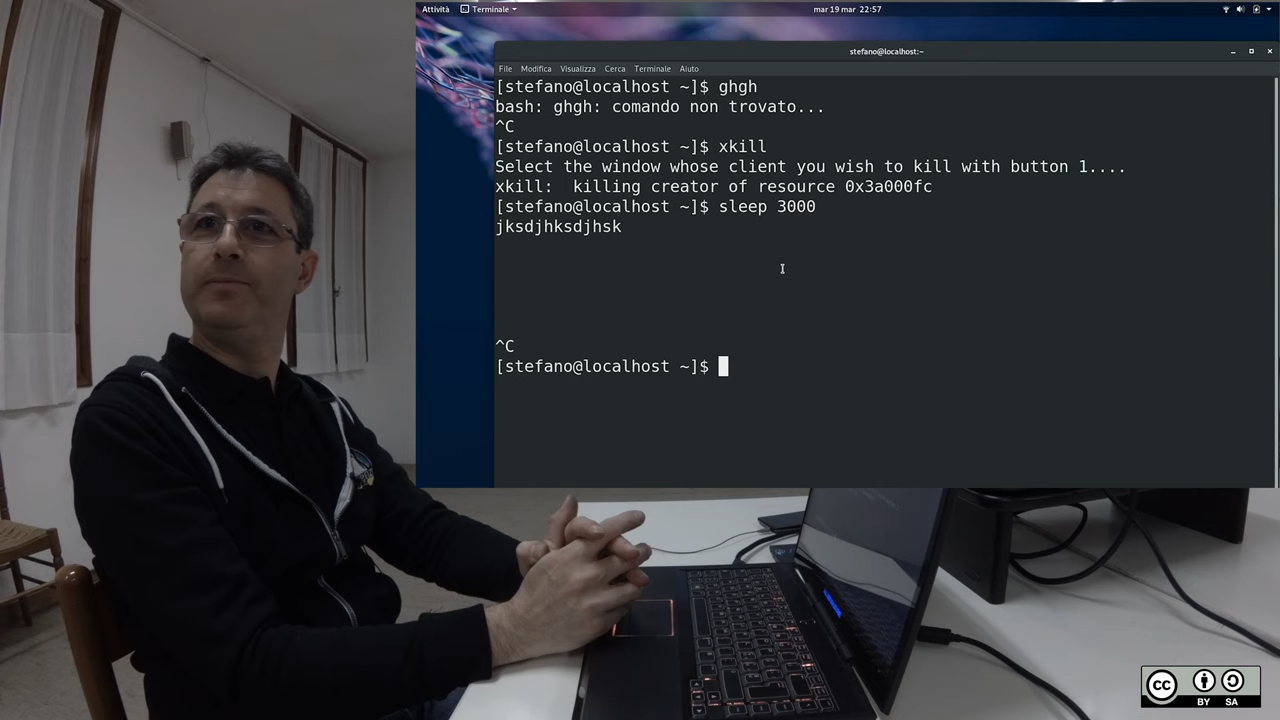 Attività
Terminale
mar 19 mar 22:57
stefano@localhost:~
File Modifica Visualizza Cerca Terminale Aiuto
[stefano@localhost ~]$ ghgh
bash: ghgh: comando non trovato...
^C
[stefano@localhost ~]$ xkill
Select the window whose client you wish to kill with button 1....
xkill:  killing creator of resource 0x3a000fc
[stefano@localhost ~]$ sleep 3000
jksdjhksdjhsk
^C
[stefano@localhost ~]$
cc
BY SA